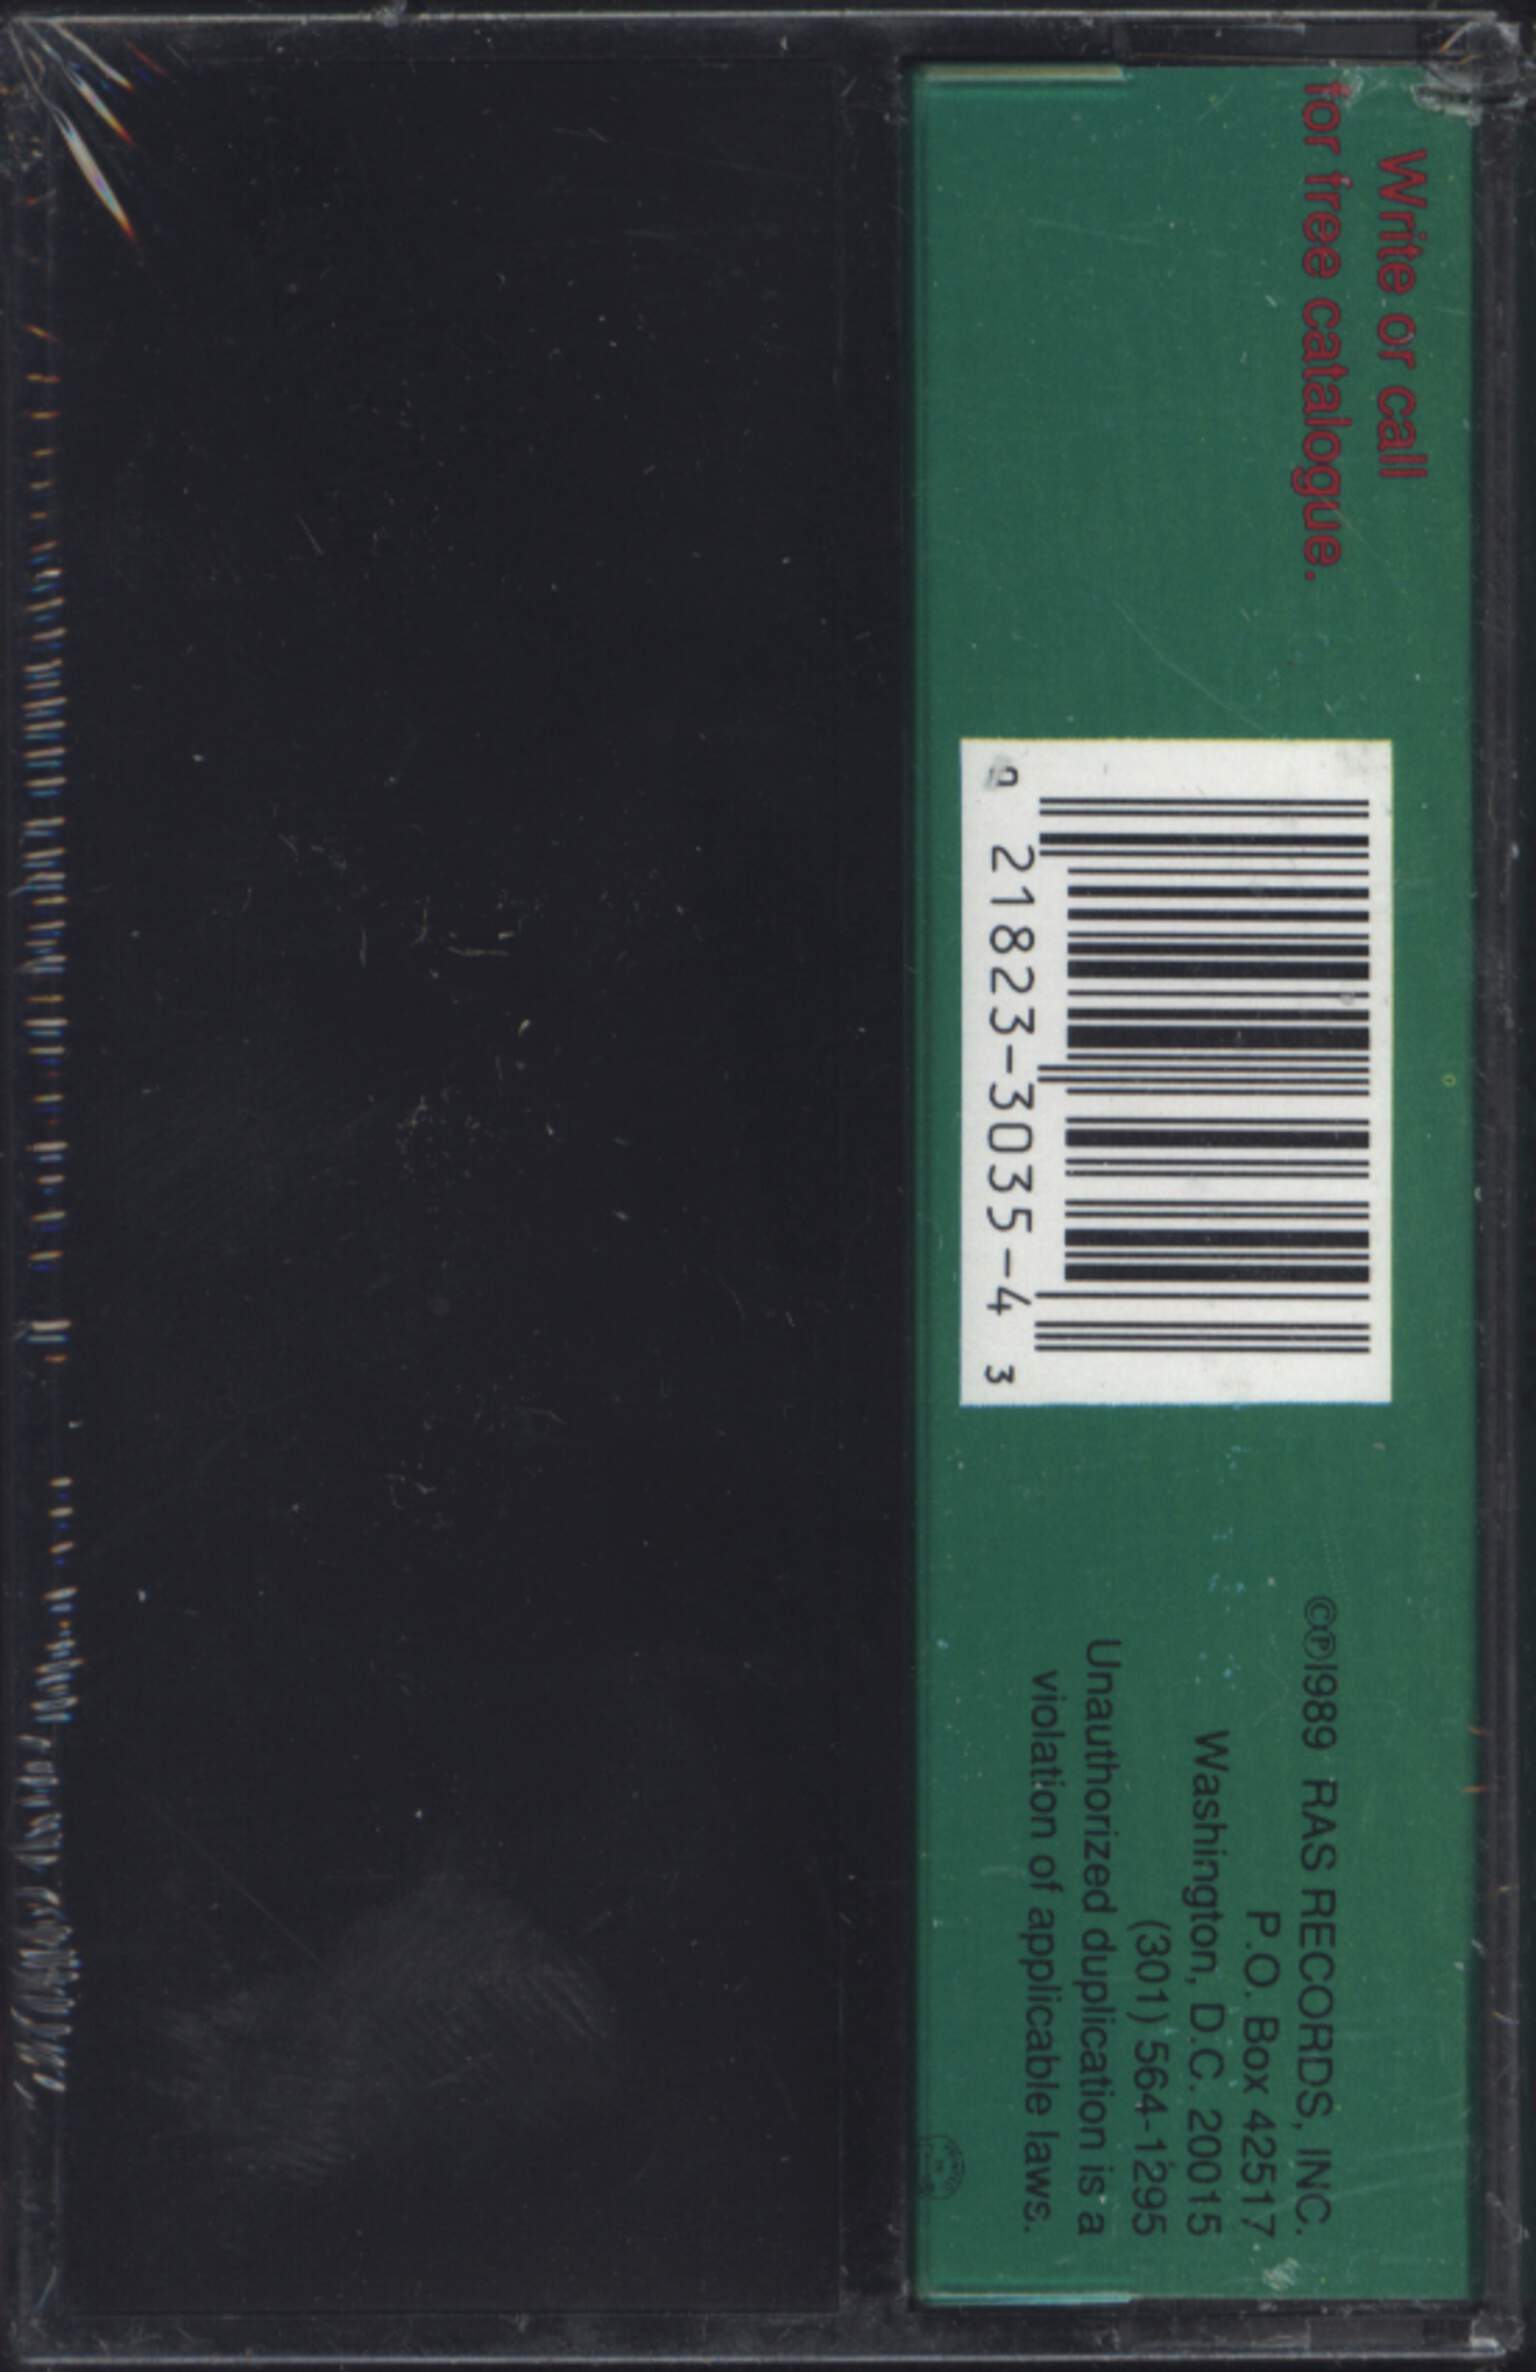 Write or call
for free catalogue.
0 21823-3035-4 3
©℗1989 RAS RECORDS, INC.
P.O. Box 42517
Washington, D.C. 20015
(301) 564-1295
Unauthorized duplication is a
violation of applicable laws.